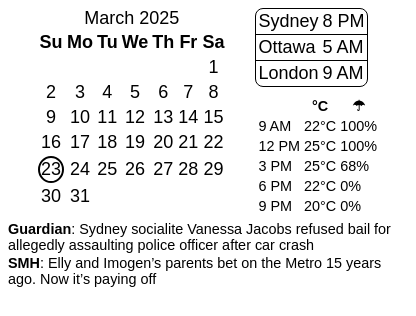 March 2025
Su Mo Tu We Th Fr Sa
1
2 3 4 5 6 7 8
9 10 11 12 13 14 15
16 17 18 19 20 21 22
23 24 25 26 27 28 29
30 31
Sydney 8 PM
Ottawa 5 AM
London 9 AM
°C ☂
9 AM 22°C 100%
12 PM 25°C 100%
3 PM 25°C 68%
6 PM 22°C 0%
9 PM 20°C 0%
Guardian: Sydney socialite Vanessa Jacobs refused bail for
allegedly assaulting police officer after car crash
SMH: Elly and Imogen’s parents bet on the Metro 15 years
ago. Now it’s paying off